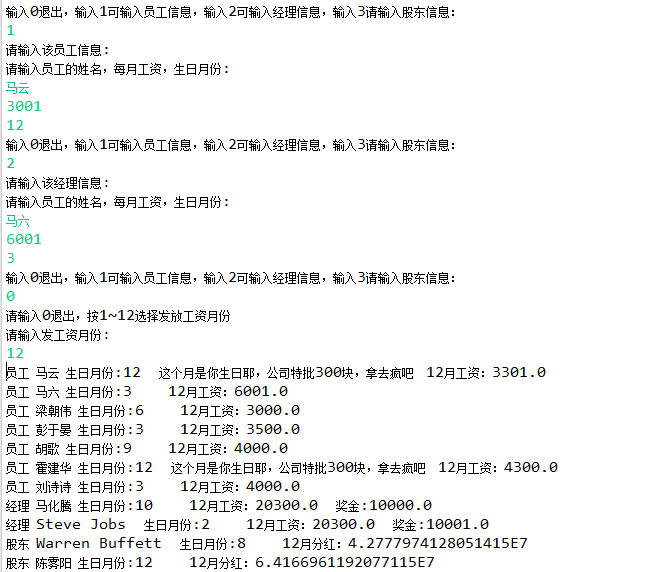 输入0退出，输入1可输入员工信息，输入2可输入经理信息，输入3请输入股东信息：
1
请输入该员工信息：
请输入员工的姓名，每月工资，生日月份：
马云
3001
12
输入0退出，输入1可输入员工信息，输入2可输入经理信息，输入3请输入股东信息：
2
请输入该经理信息：
请输入员工的姓名，每月工资，生日月份：
马六
6001
3
输入0退出，输入1可输入员工信息，输入2可输入经理信息，输入3请输入股东信息：
0
请输入0退出，按1~12选择发放工资月份
请输入发工资月份：
12
员工 马云 生日月份:12  这个月是你生日耶，公司特批300块，拿去疯吧  12月工资：3301.0
员工 马六 生日月份:3   12月工资：6001.0
员工 梁朝伟 生日月份:6   12月工资：3000.0
员工 彭于晏 生日月份:3   12月工资：3500.0
员工 胡歌 生日月份:9   12月工资：4000.0
员工 霍建华 生日月份:12  这个月是你生日耶，公司特批300块，拿去疯吧  12月工资：4300.0
员工 刘诗诗 生日月份:3   12月工资：4000.0
经理 马化腾 生日月份:10   12月工资：20300.0  奖金:10000.0
经理 Steve Jobs  生日月份:2   12月工资：20300.0  奖金:10001.0
股东 Warren Buffett  生日月份:8   12月分红：4.2777974128051415E7
股东 陈雾阳 生日月份:12   12月分红：6.4166961192077115E7